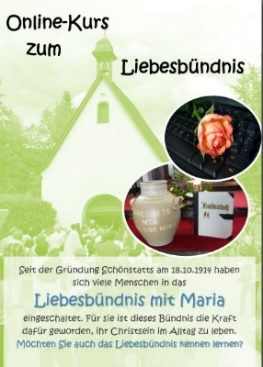 Online-Kurs
zum
Liebesbündnis
Seit der Gründung Schönstatts am 18.10.1914 haben
sich viele Menschen in das
Liebesbündnis mit Maria
eingeschaltet. Für sie ist dieses Bündnis die Kraft
dafür geworden, ihr Christsein im Alltag zu leben.
Möchten Sie auch das Liebesbündnis kennen lernen?